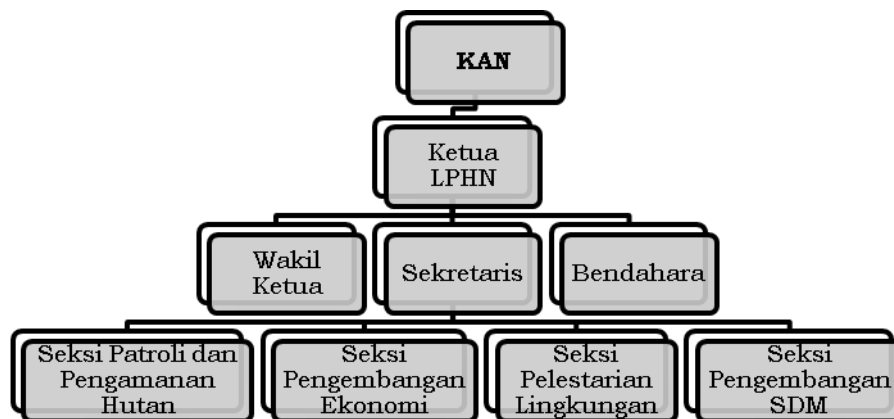 KAN
Ketua
LPHN
Wakil
Ketua
Sekretaris
Bendahara
Seksi Patroli dan
Pengamanan
Hutan
Seksi
Pengembangan
Ekonomi
Seksi
Pelestarian
Lingkungan
Seksi
Pengembangan
SDM